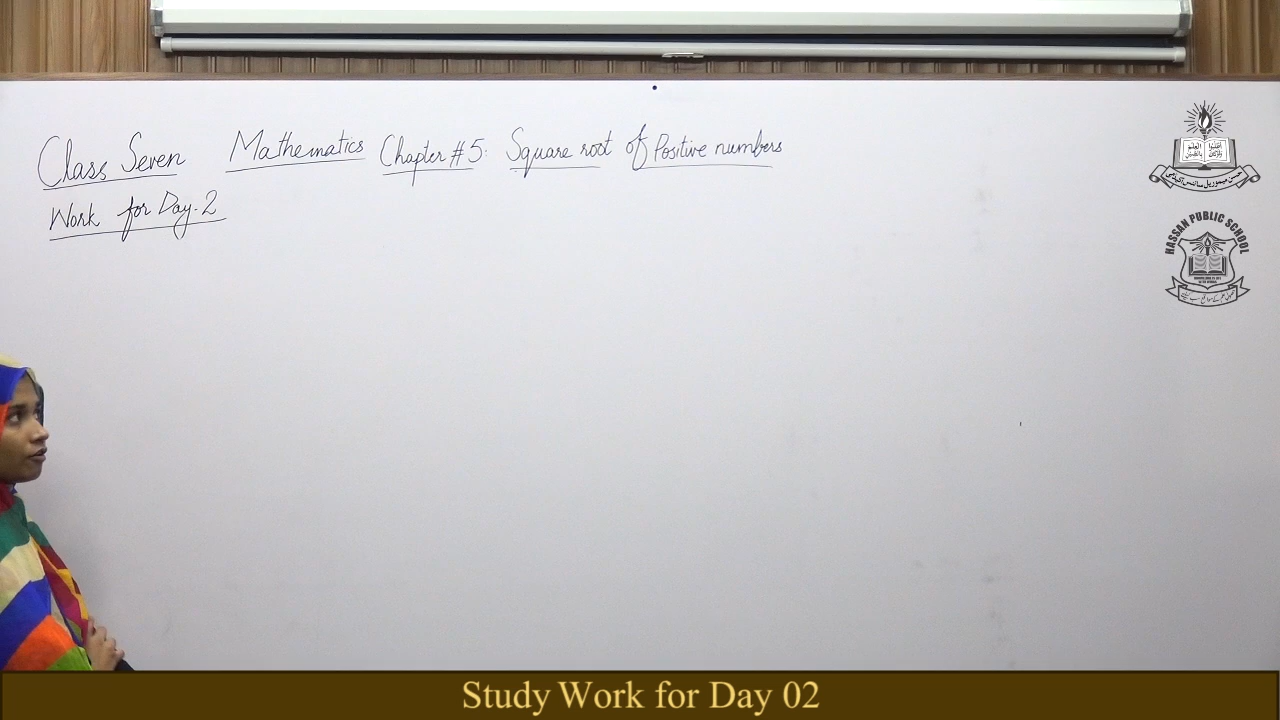 Class Seven Mathematics Chapter # 5: Square root of Positive numbers
Work for Day-2
HASSAN PUBLIC SCHOOL
Study Work for Day 02